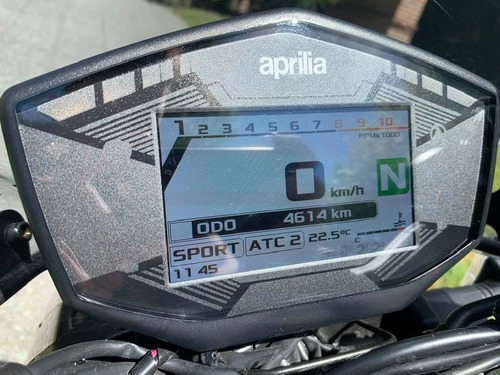 aprilia
1 2 3 4 5 6 7 8 9 10
RPMx1000
0 km/h N
ODO 4614 km
SPORT ATC 2 22.5°C
C
11 45